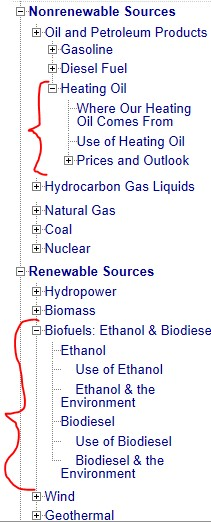 Nonrenewable Sources
Oil and Petroleum Products
Gasoline
Diesel Fuel
Heating Oil
Where Our Heating
Oil Comes From
Use of Heating Oil
Prices and Outlook
Hydrocarbon Gas Liquids
Natural Gas
Coal
Nuclear
Renewable Sources
Hydropower
Biomass
Biofuels: Ethanol & Biodiese
Ethanol
Use of Ethanol
Ethanol & the
Environment
Biodiesel
Use of Biodiesel
Biodiesel & the
Environment
Wind
Geothermal